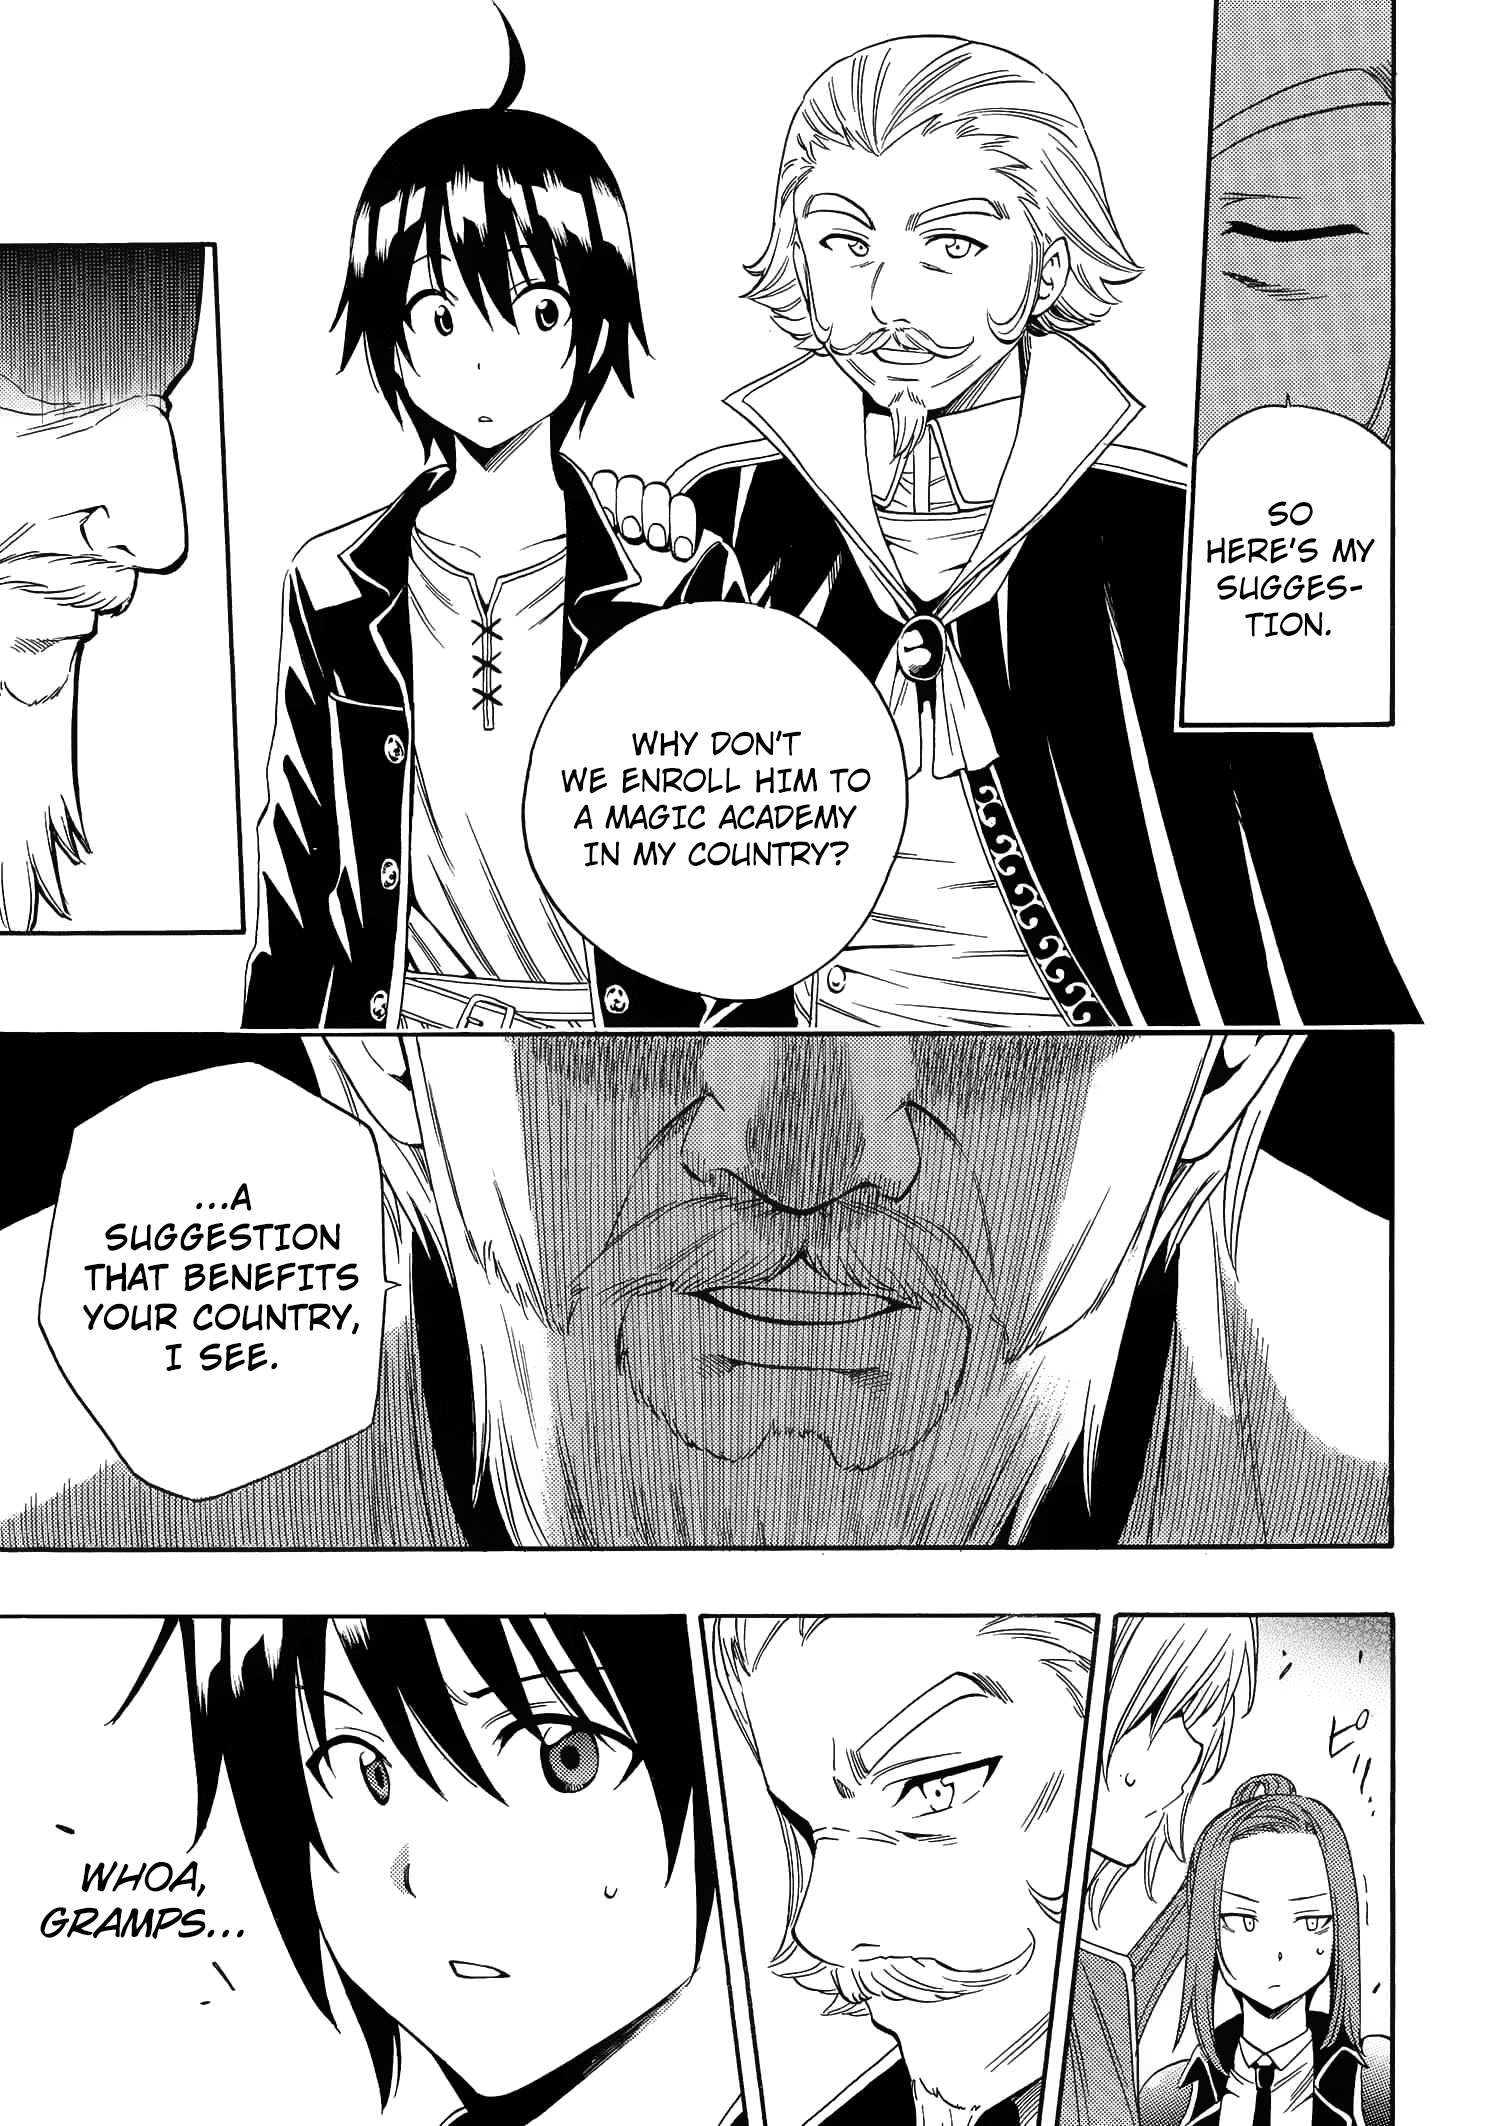 SO
HERE'S MY
SUGGES-
TION.
WHY DON'T
WE ENROLL HIM TO
A MAGIC ACADEMY
IN MY COUNTRY?
...A
SUGGESTION
THAT BENEFITS
YOUR COUNTRY,
I SEE.
ピ
WHOA,
GRAMPS...